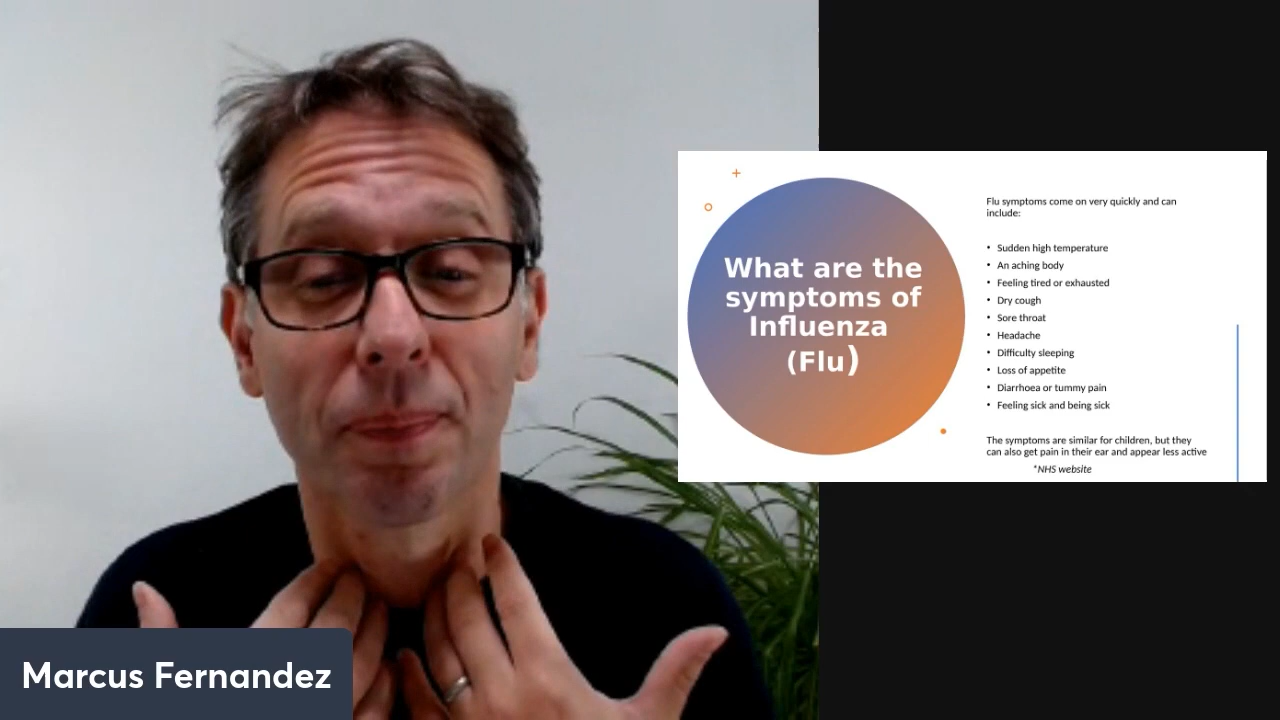 What are the
symptoms of
Influenza
(Flu)
Flu symptoms come on very quickly and can
include:
• Sudden high temperature
• An aching body
• Feeling tired or exhausted
• Dry cough
• Sore throat
• Headache
• Difficulty sleeping
• Loss of appetite
• Diarrhoea or tummy pain
• Feeling sick and being sick
The symptoms are similar for children, but they
can also get pain in their ear and appear less active
*NHS website
Marcus Fernandez